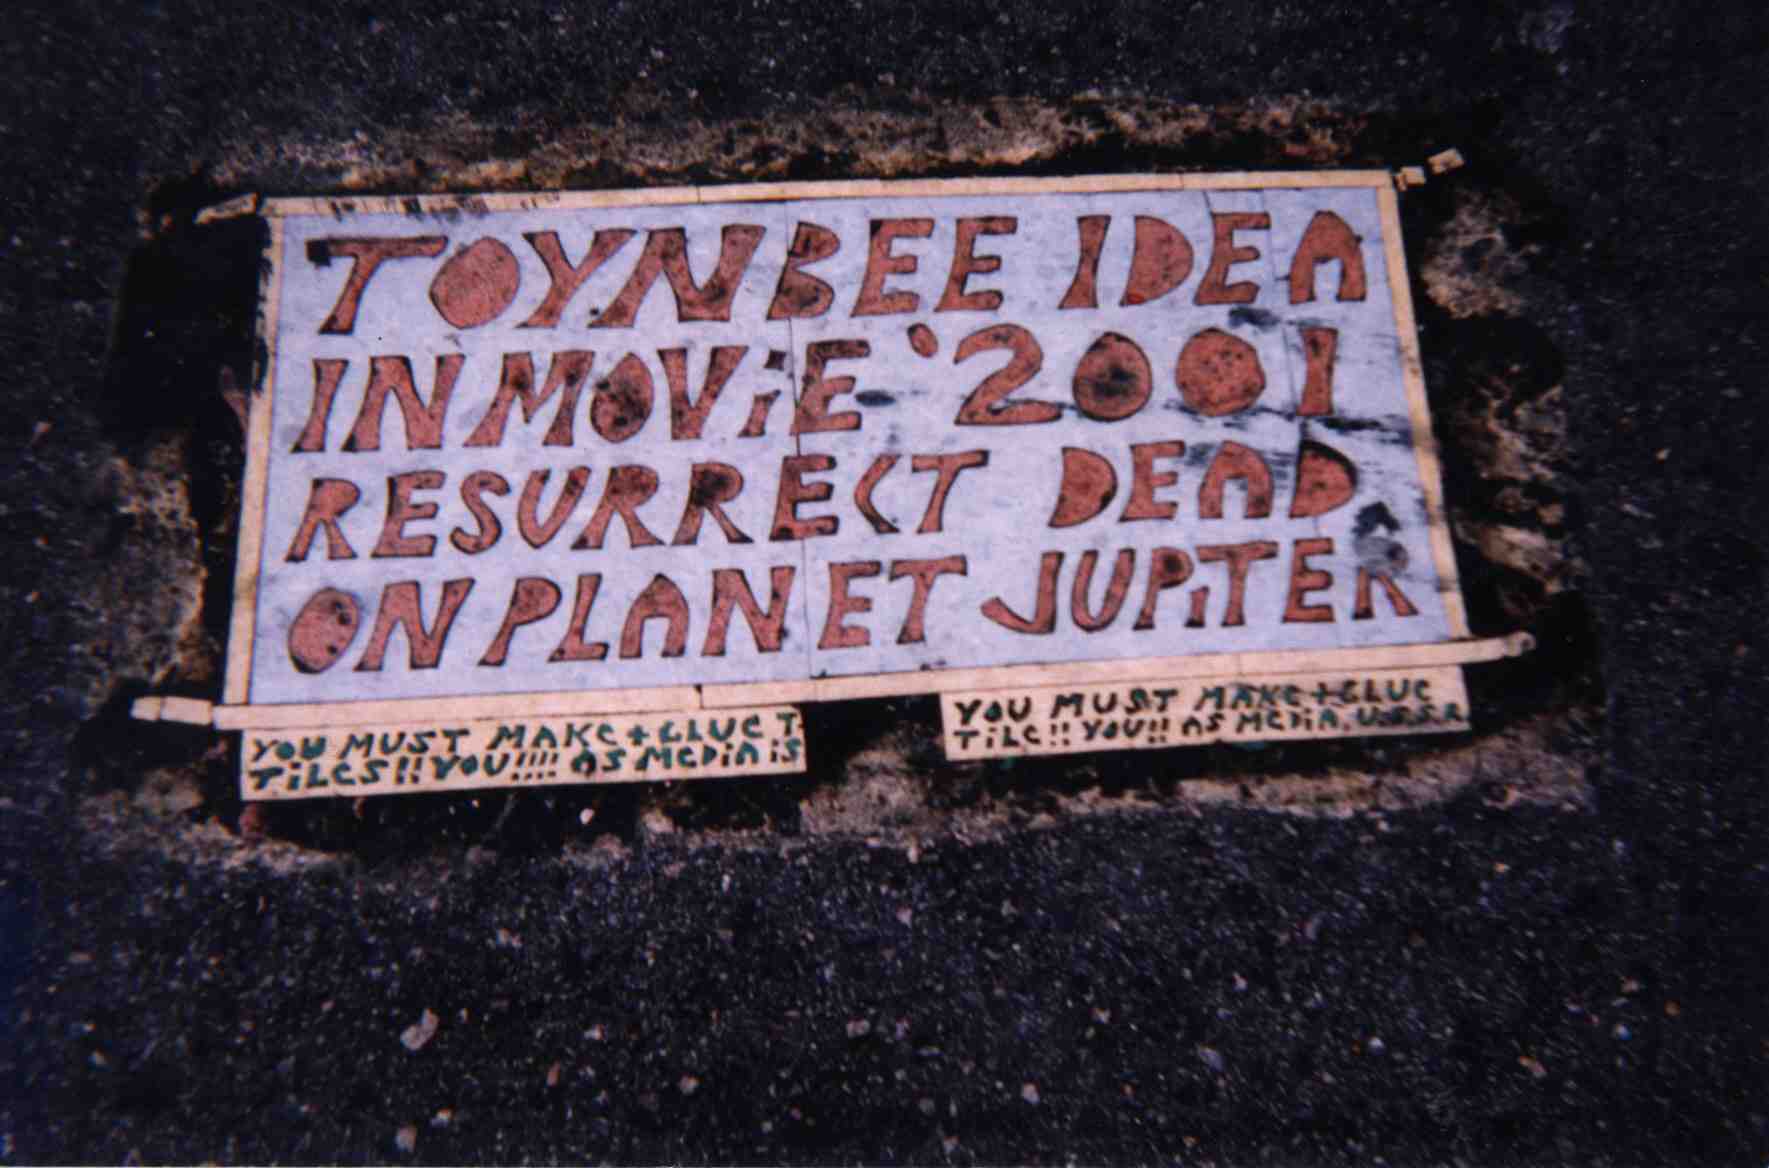 TOYNBEE IDEA
IN MOViE '2001
RESURRECT DEAD
ON PLANET JUPiTER
YOU MUST MAKE+GLUE T
TiLES!! YOU!!!! AS MEDiA iS
YOU MUST MAKE+GLUE
TiLE!! YOU!! AS MEDiA U.S.S.R